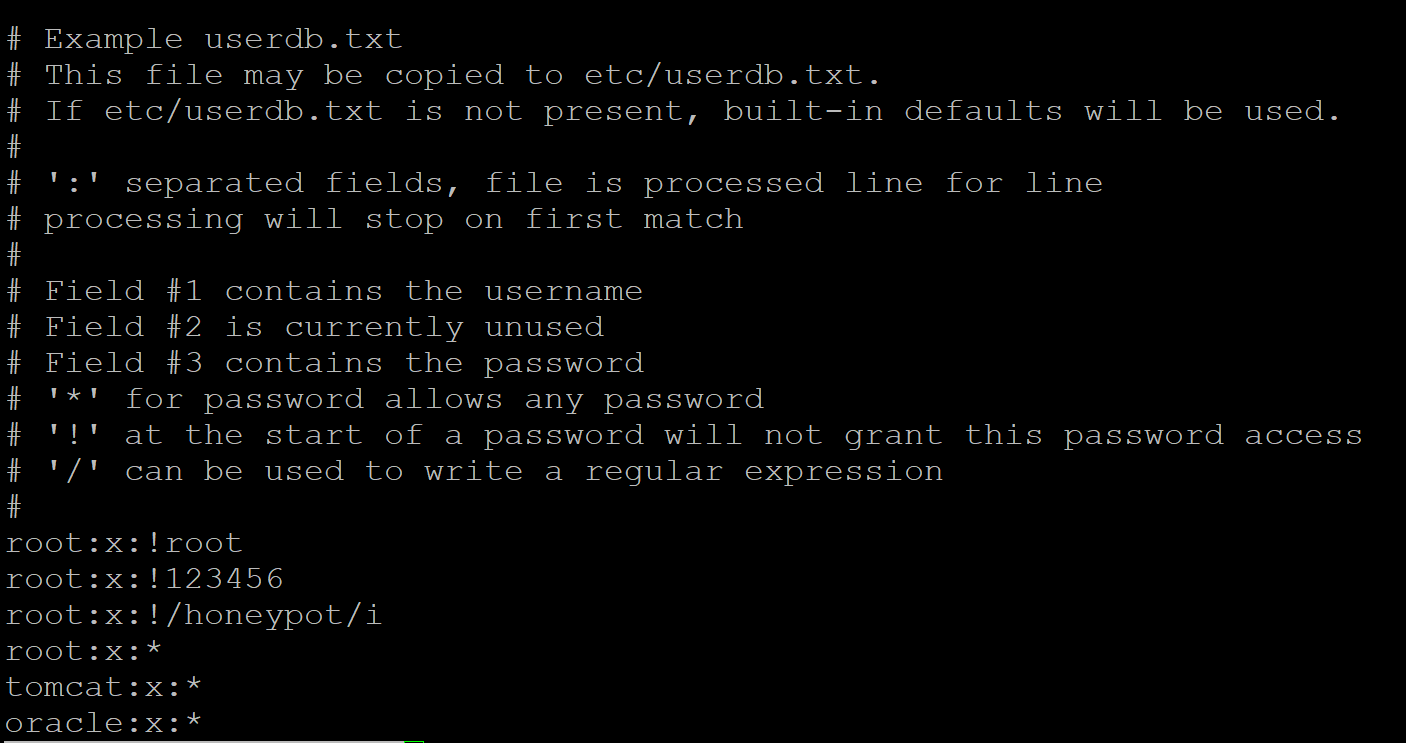 # Example userdb.txt
# This file may be copied to etc/userdb.txt.
# If etc/userdb.txt is not present, built-in defaults will be used.
#
# ':' separated fields, file is processed line for line
# processing will stop on first match
#
# Field #1 contains the username
# Field #2 is currently unused
# Field #3 contains the password
# '*' for password allows any password
# '!' at the start of a password will not grant this password access
# '/' can be used to write a regular expression
#
root:x:!root
root:x:!123456
root:x:!/honeypot/i
root:x:*
tomcat:x:*
oracle:x:*